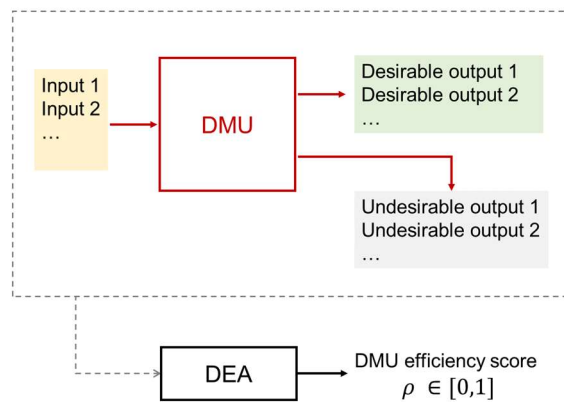 Input 1
Input 2
…
DMU
Desirable output 1
Desirable output 2
…
Undesirable output 1
Undesirable output 2
…
DEA
DMU efficiency score
ρ ∈ [0,1]